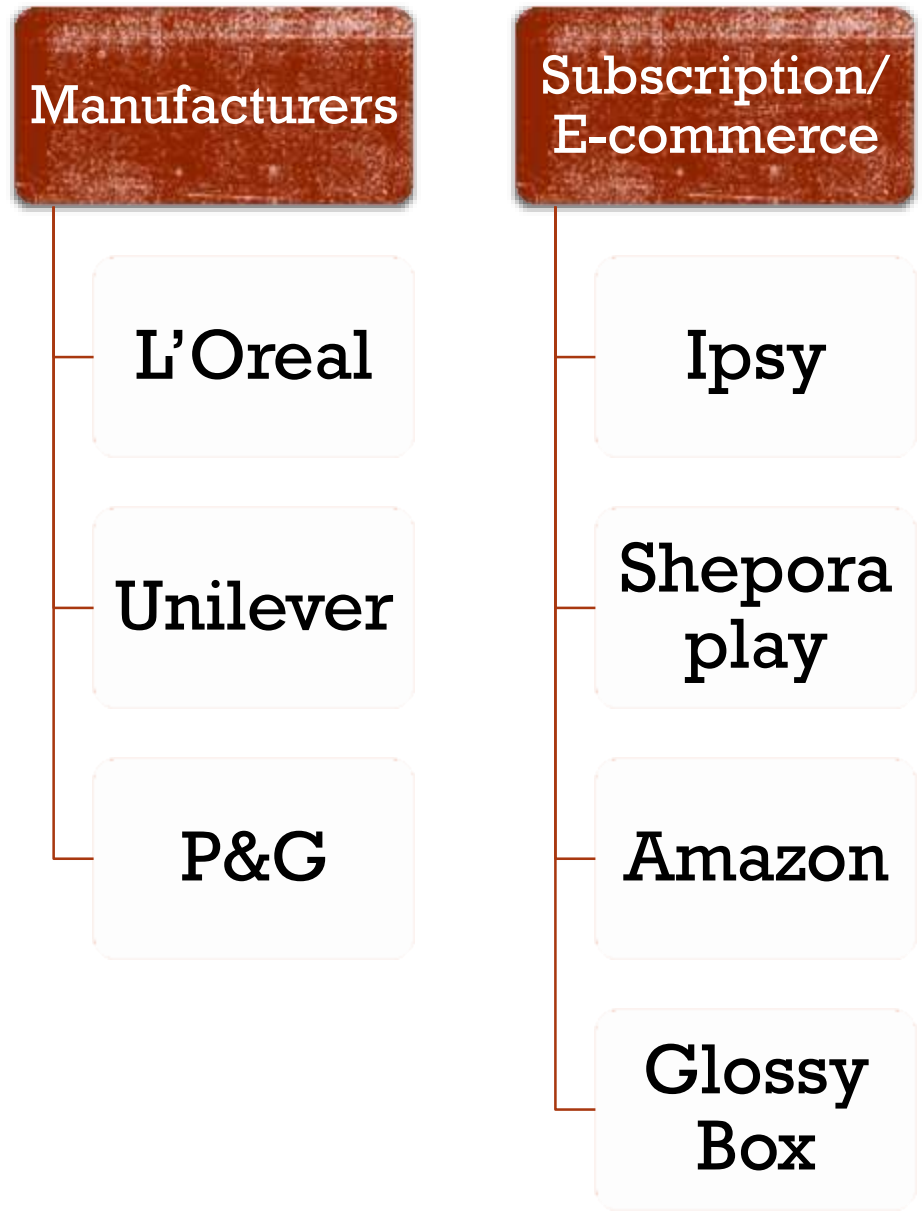 Manufacturers
L’Oreal
Unilever
P&G
Subscription/
E-commerce
Ipsy
Shepora
play
Amazon
Glossy
Box